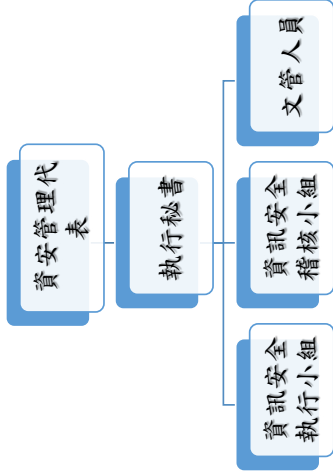 資安管理代
表
執行秘書
資訊安全
執行小組
資訊安全
稽核小組
文管人員